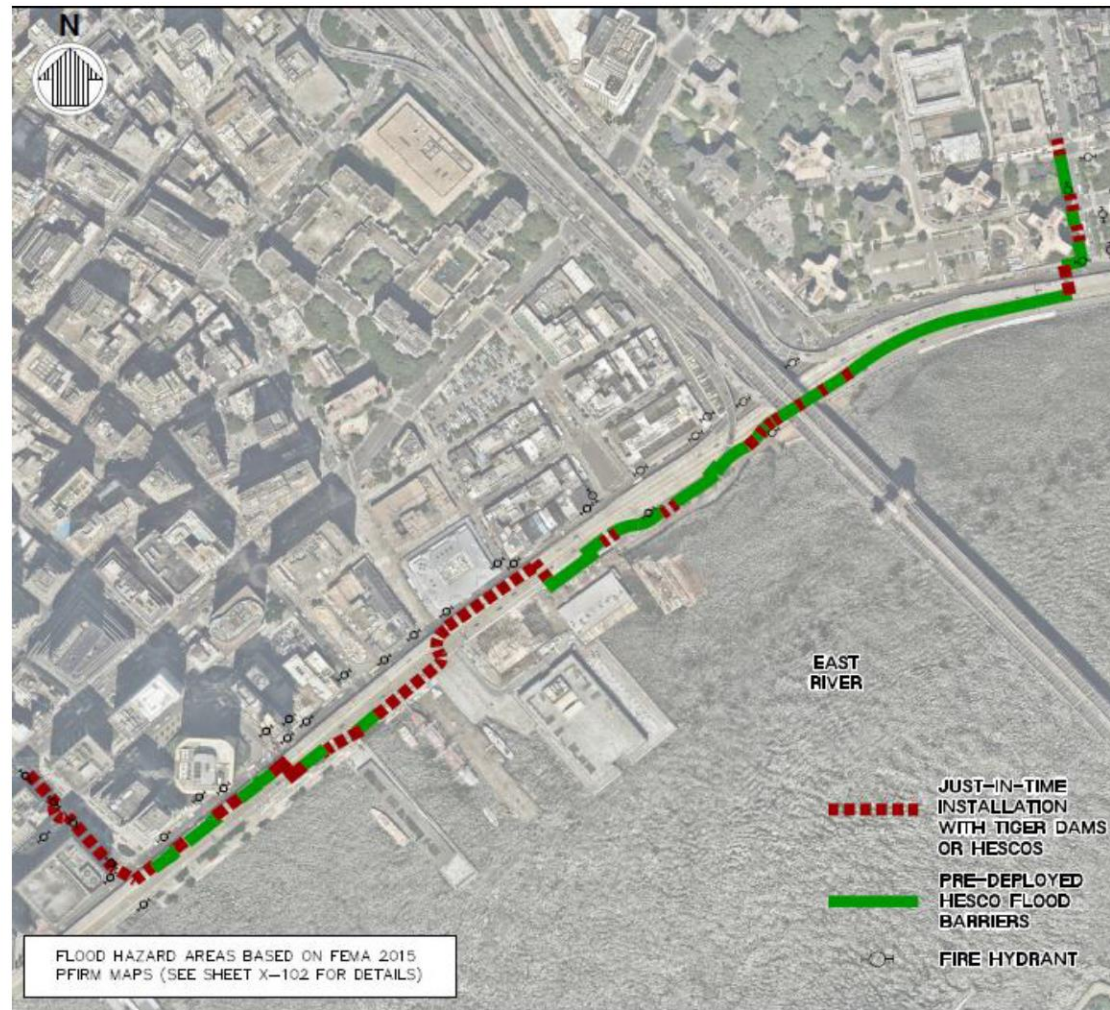 N
EAST
RIVER
JUST-IN-TIME
INSTALLATION
WITH TIGER DAMS
OR HESCOS
PRE-DEPLOYED
HESCO FLOOD
BARRIERS
FIRE HYDRANT
FLOOD HAZARD AREAS BASED ON FEMA 2015
PFIRM MAPS (SEE SHEET X-102 FOR DETAILS)